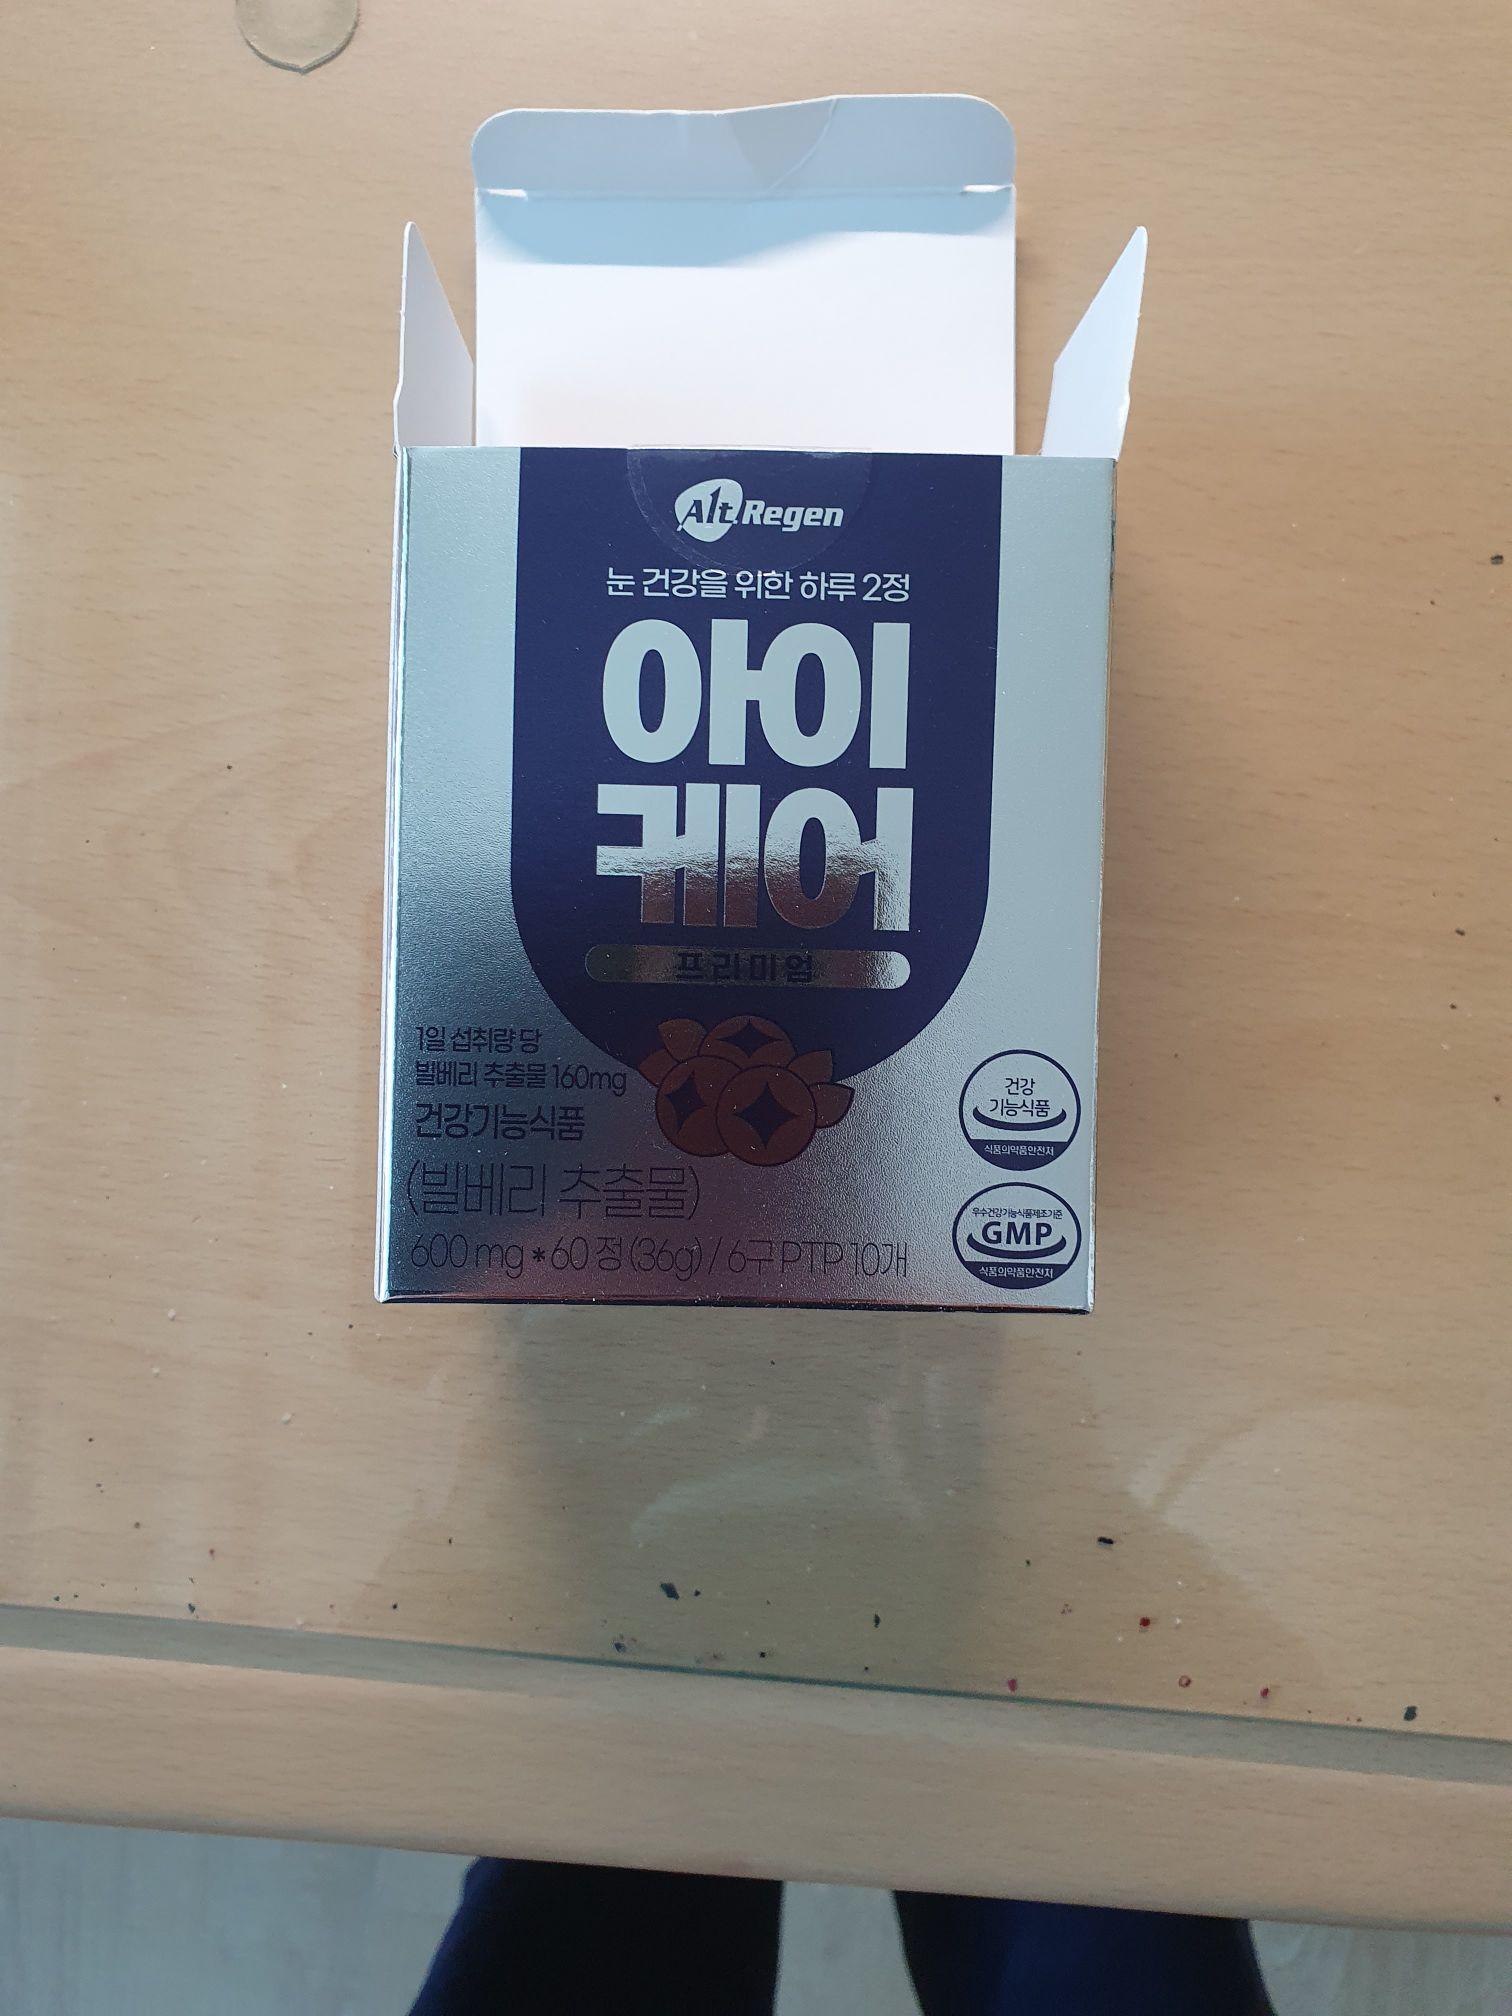 Alt.Regen
눈 건강을 위한 하루 2정
아이
케어
프리미엄
1일 섭취량 당
빌베리 추출물 160mg
건강기능식품
(빌베리 추출물)
600 mg * 60 정 (36g) / 6구 PTP 10개
건강
기능식품
식품의약품안전처
우수건강기능식품제조기준
GMP
식품의약품안전처